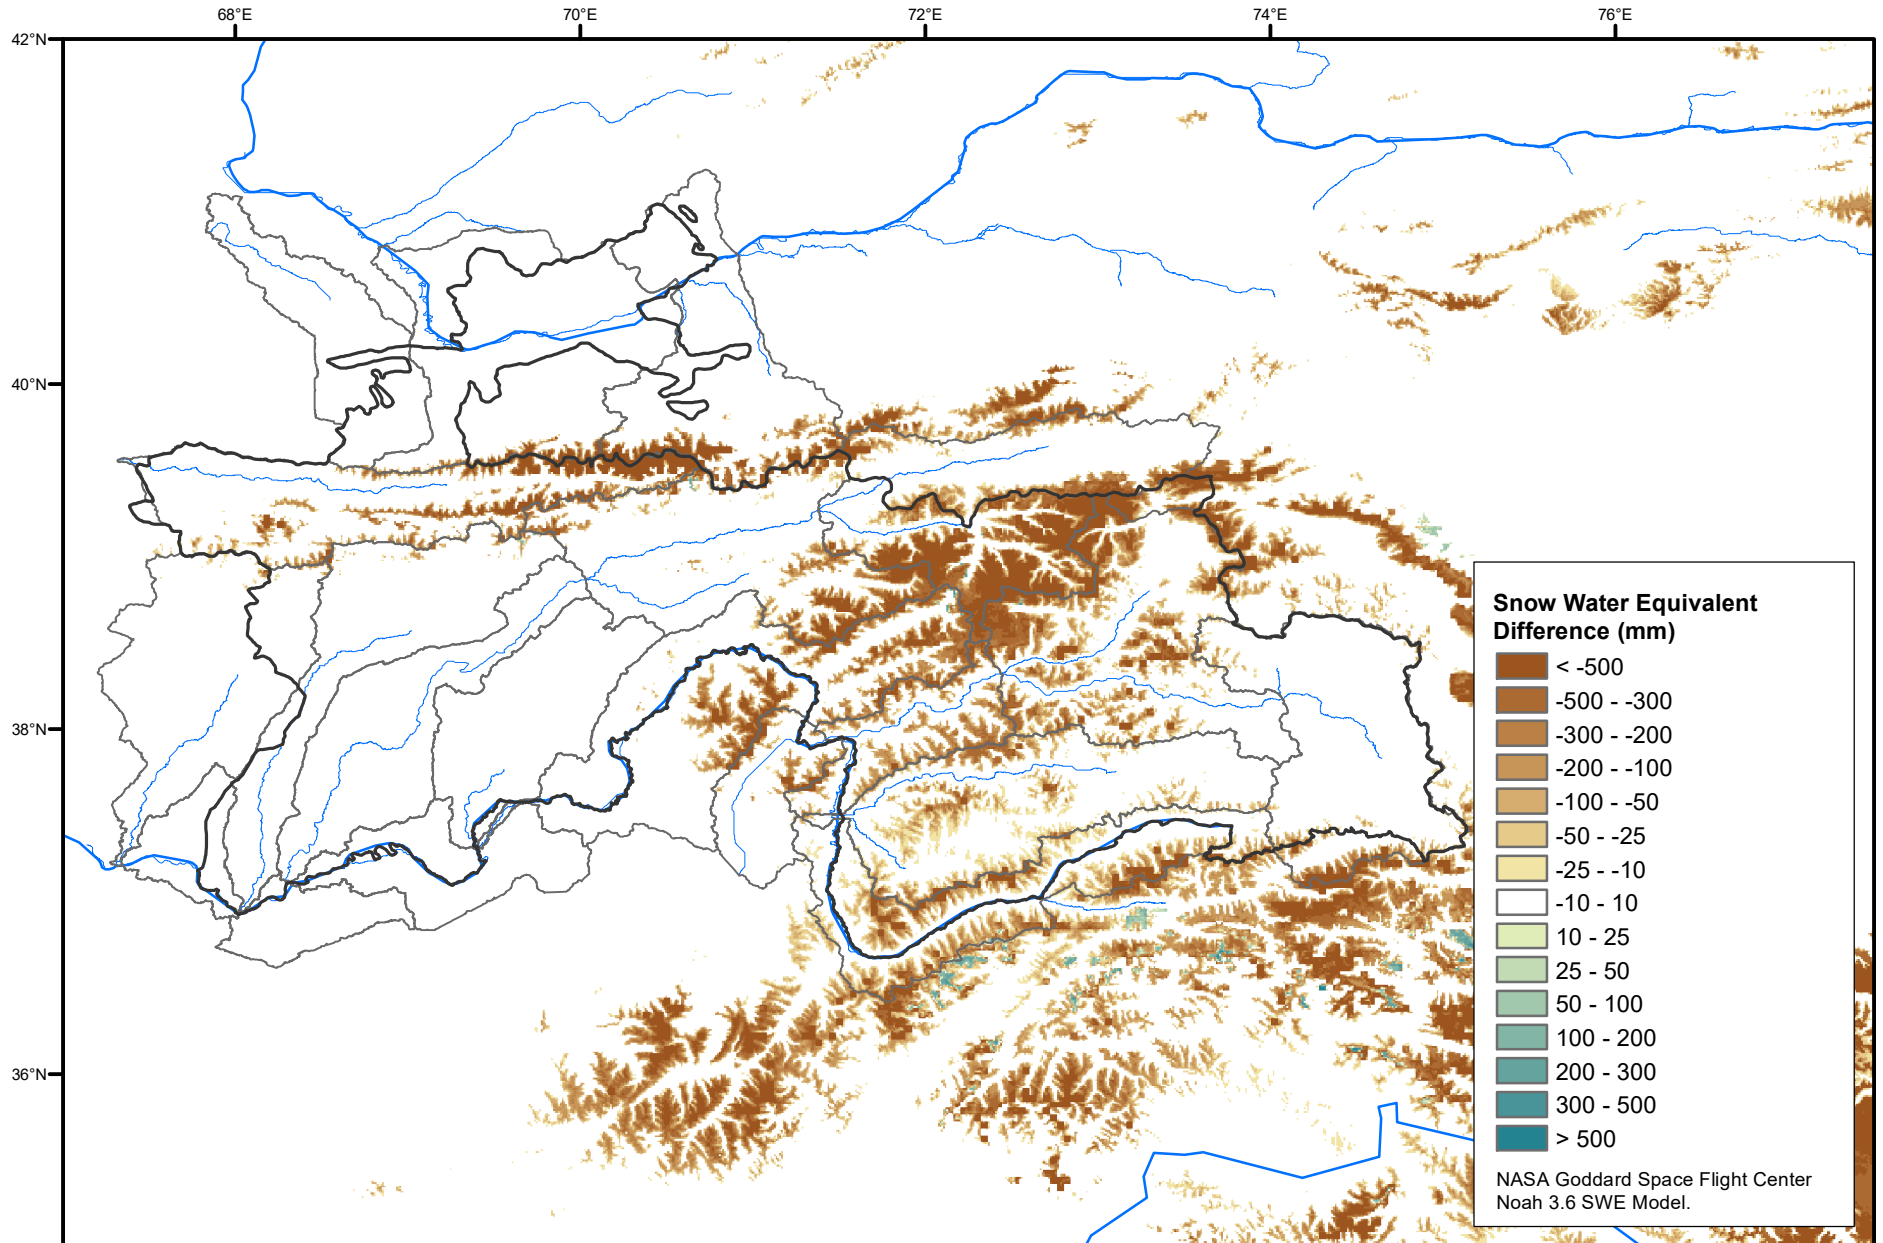 68°E 70°E 72°E 74°E 76°E
42°N
40°N
38°N
36°N
Snow Water Equivalent
Difference (mm)
< -500
-500 - -300
-300 - -200
-200 - -100
-100 - -50
-50 - -25
-25 - -10
-10 - 10
10 - 25
25 - 50
50 - 100
100 - 200
200 - 300
300 - 500
> 500
NASA Goddard Space Flight Center
Noah 3.6 SWE Model.